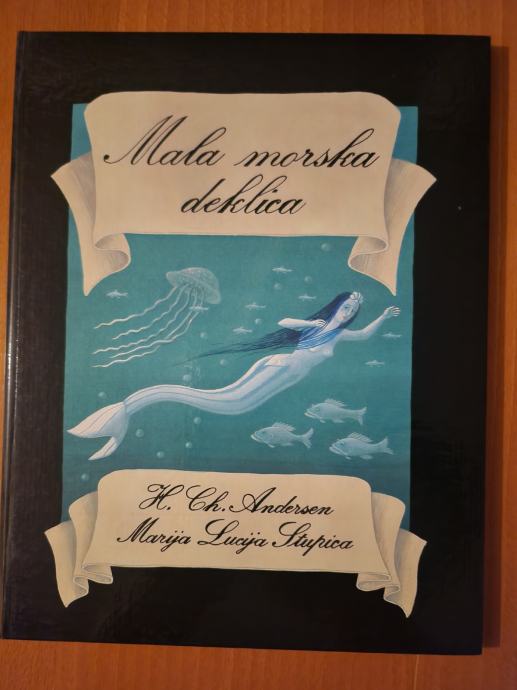 Mala morska
deklica
H. Ch. Andersen
Marija Lucija Stupica